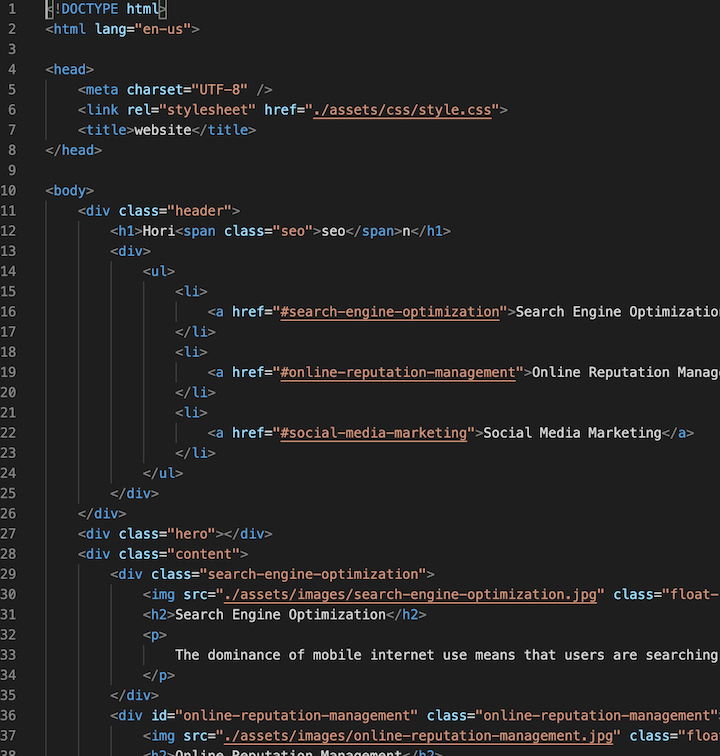 1 <!DOCTYPE html>
2 <html lang="en-us">
3
4 <head>
5 <meta charset="UTF-8" />
6 <link rel="stylesheet" href="./assets/css/style.css">
7 <title>website</title>
8 </head>
9
10 <body>
11 <div class="header">
12 <h1>Hori<span class="seo">seo</span>n</h1>
13 <div>
14 <ul>
15 <li>
16 <a href="#search-engine-optimization">Search Engine Optimizatio
17 </li>
18 <li>
19 <a href="#online-reputation-management">Online Reputation Manag
20 </li>
21 <li>
22 <a href="#social-media-marketing">Social Media Marketing</a>
23 </li>
24 </ul>
25 </div>
26 </div>
27 <div class="hero"></div>
28 <div class="content">
29 <div class="search-engine-optimization">
30 <img src="./assets/images/search-engine-optimization.jpg" class="float-
31 <h2>Search Engine Optimization</h2>
32 <p>
33 The dominance of mobile internet use means that users are searching
34 </p>
35 </div>
36 <div id="online-reputation-management" class="online-reputation-management"
37 <img src="./assets/images/online-reputation-management.jpg" class="floa
38 <h2>Online Reputation Management</h2>